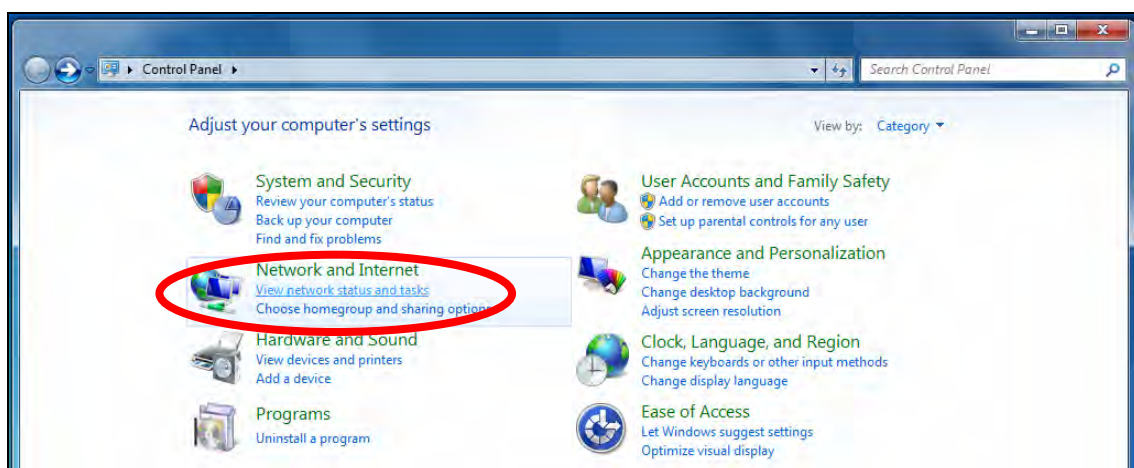 Control Panel
Search Control Panel
Adjust your computer's settings
View by: Category
System and Security
Review your computer's status
Back up your computer
Find and fix problems
Network and Internet
View network status and tasks
Choose homegroup and sharing options
Hardware and Sound
View devices and printers
Add a device
Programs
Uninstall a program
User Accounts and Family Safety
Add or remove user accounts
Set up parental controls for any user
Appearance and Personalization
Change the theme
Change desktop background
Adjust screen resolution
Clock, Language, and Region
Change keyboards or other input methods
Change display language
Ease of Access
Let Windows suggest settings
Optimize visual display